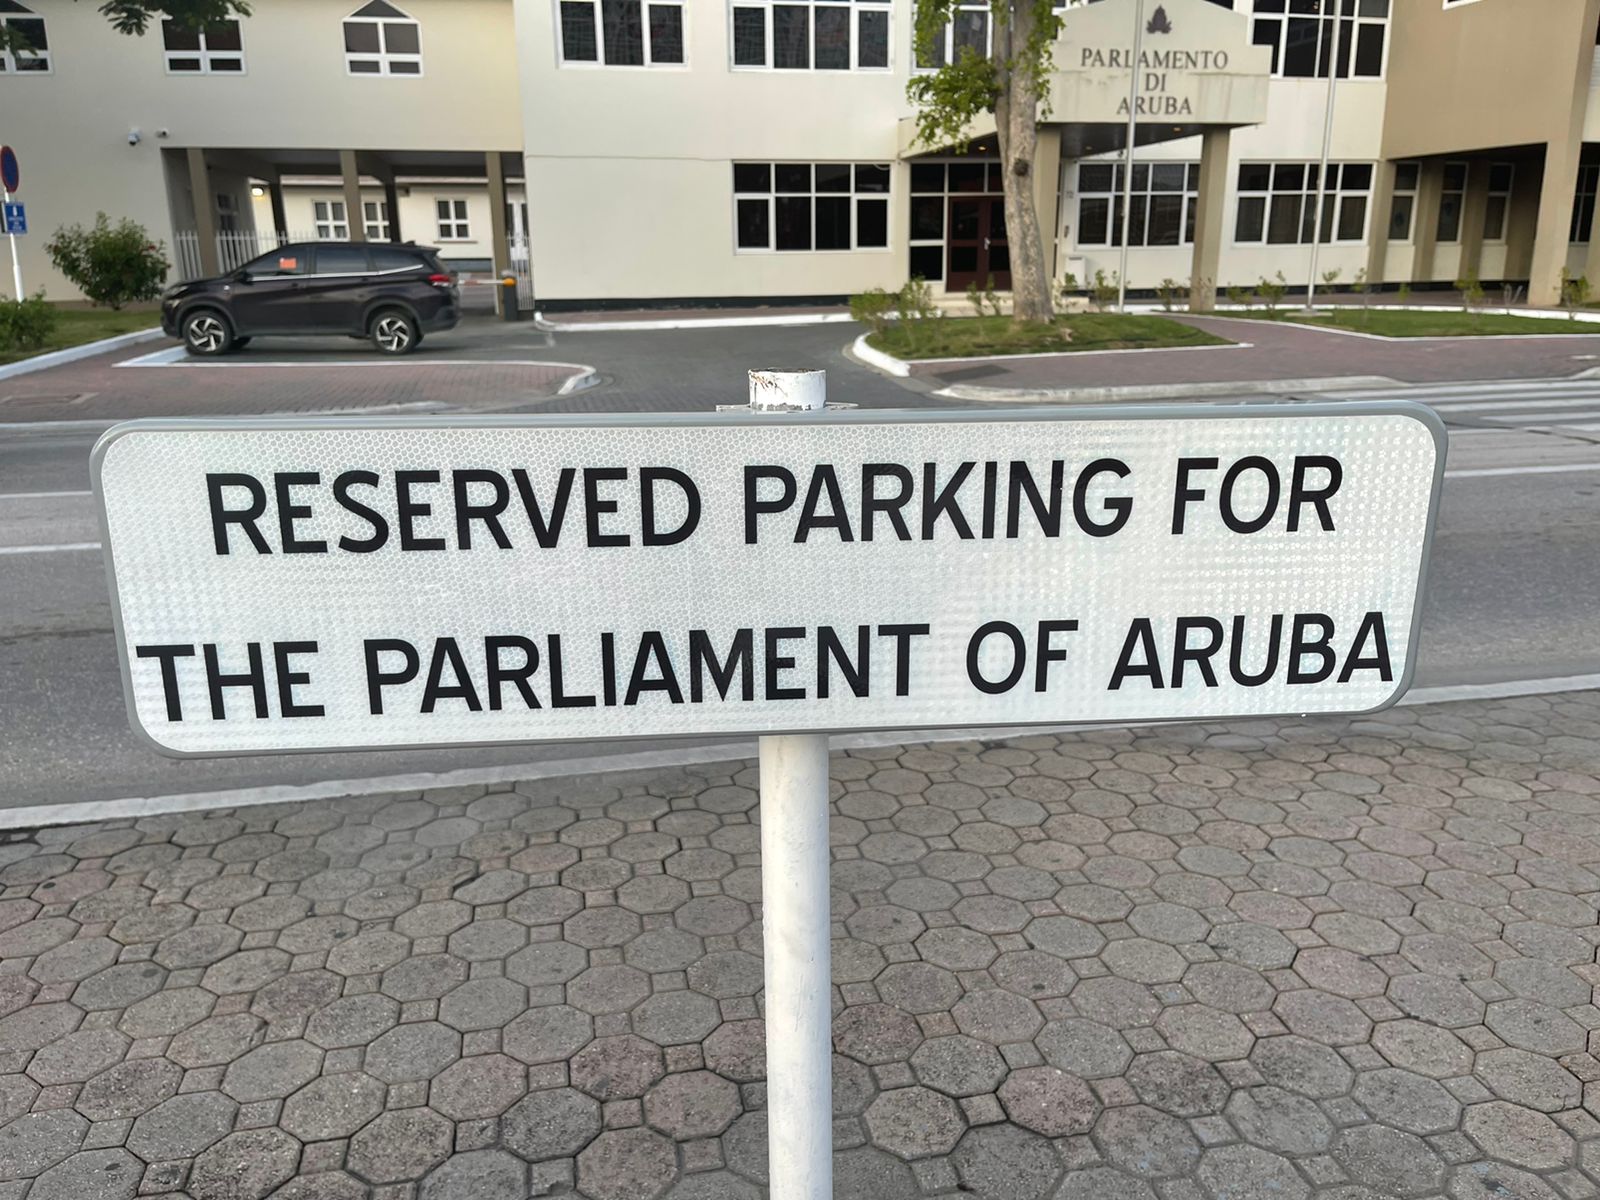 PARLAMENTO
DI
ARUBA
RESERVED PARKING FOR
THE PARLIAMENT OF ARUBA